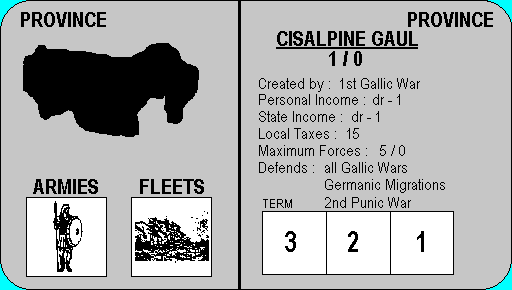 PROVINCE
ARMIES
FLEETS
PROVINCE
CISALPINE GAUL
1 / 0
Created by : 1st Gallic War
Personal Income : dr - 1
State Income : dr - 1
Local Taxes : 15
Maximum Forces : 5 / 0
Defends : all Gallic Wars
Germanic Migrations
2nd Punic War
TERM
3 2 1